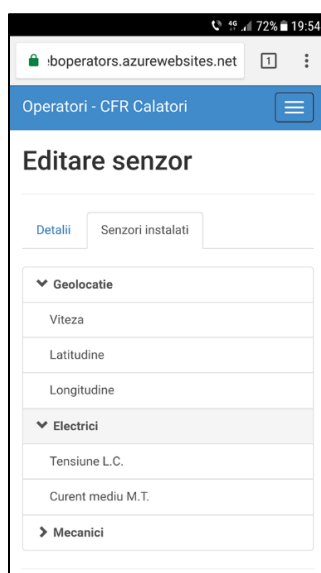 4G 72% 19:54
boperators.azurewebsites.net 1
Operatori - CFR Calatori
Editare senzor
Detalii Senzori instalati
Geolocatie
Viteza
Latitudine
Longitudine
Electrici
Tensiune L.C.
Curent mediu M.T.
Mecanici